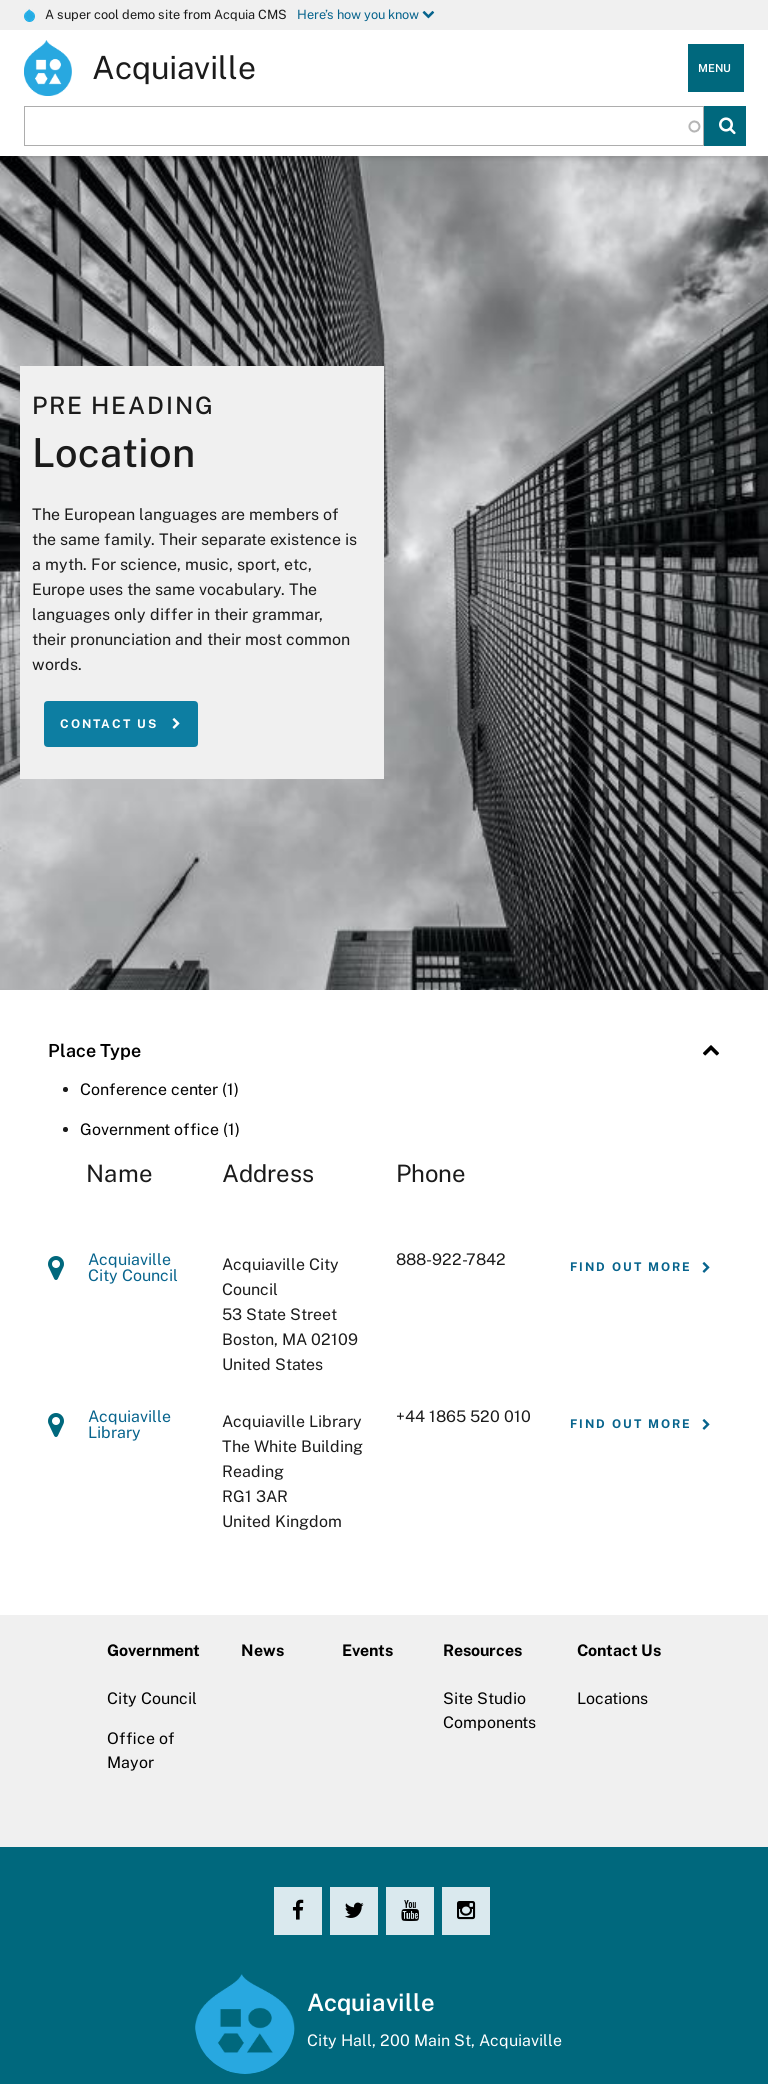 A super cool demo site from Acquia CMS Here's how you know
Acquiaville
MENU
PRE HEADING
Location
The European languages are members of
the same family. Their separate existence is
a myth. For science, music, sport, etc,
Europe uses the same vocabulary. The
languages only differ in their grammar,
their pronunciation and their most common
words.
CONTACT US
Place Type
• Conference center (1)
• Government office (1)
Name Address Phone
Acquiaville
City Council
Acquiaville City
Council
53 State Street
Boston, MA 02109
United States
888-922-7842
FIND OUT MORE
Acquiaville
Library
Acquiaville Library
The White Building
Reading
RG1 3AR
United Kingdom
+44 1865 520 010
FIND OUT MORE
Government
City Council
Office of
Mayor
News
Events
Resources
Site Studio
Components
Contact Us
Locations
You
Tube
Acquiaville
City Hall, 200 Main St, Acquiaville